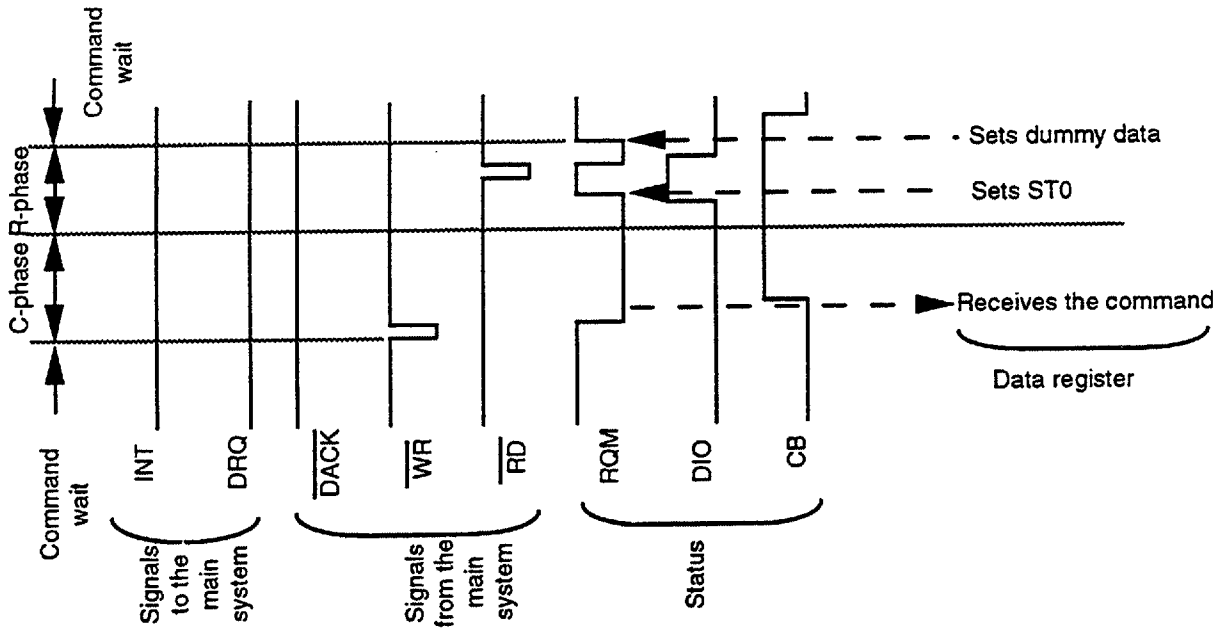 Command
wait
R-phase
C-phase
Command
wait
Sets dummy data
Sets ST0
Receives the command
Data register
INT
DRQ
DACK
WR
RD
RQM
DIO
CB
Signals
to the
main
system
Signals
from the
main
system
Status